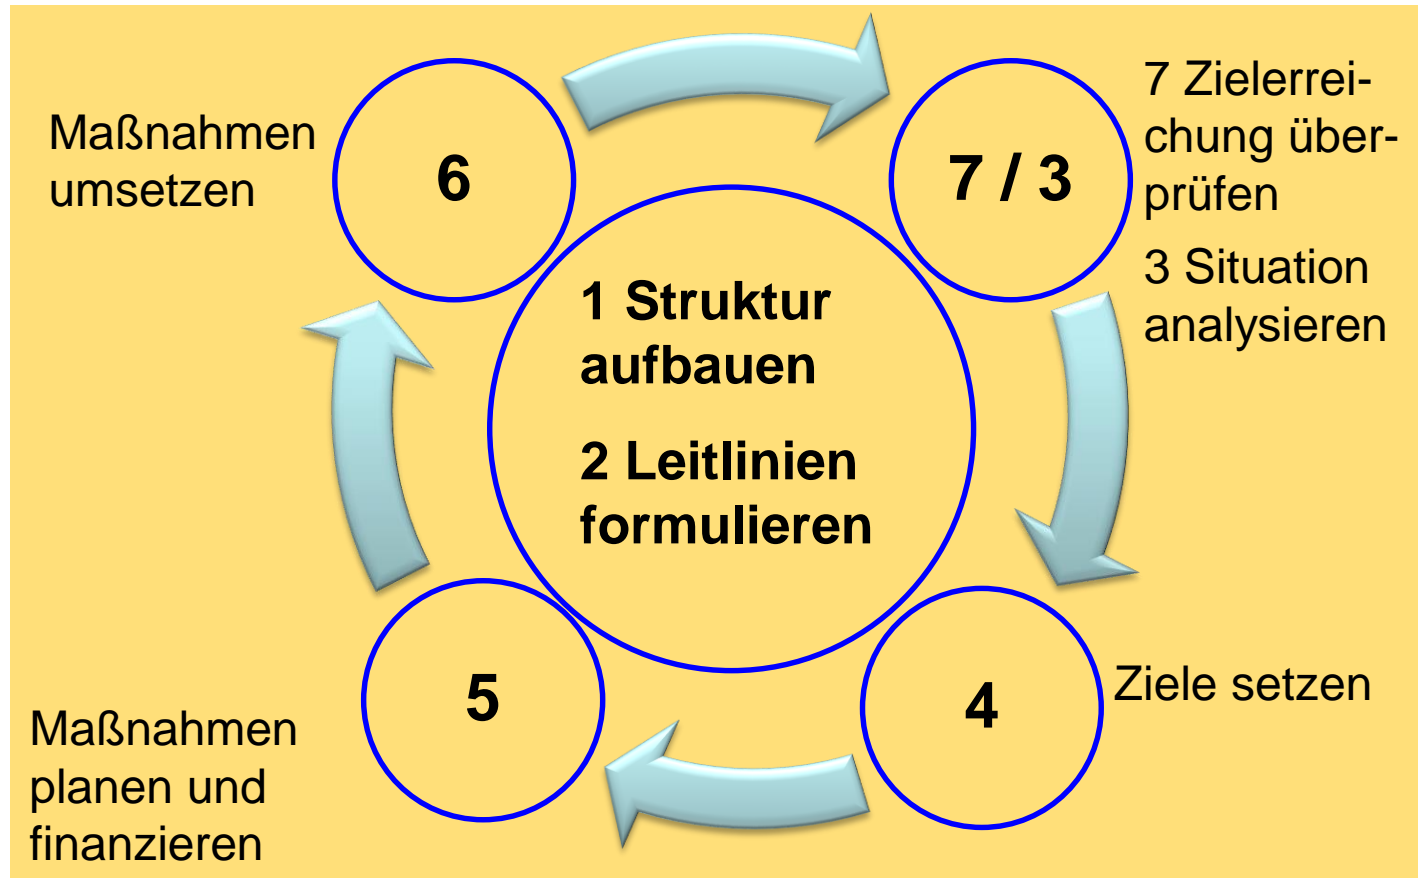 Maßnahmen
umsetzen
6
7 / 3
7 Zielerrei-
chung über-
prüfen
3 Situation
analysieren
1 Struktur
aufbauen
2 Leitlinien
formulieren
5
4
Ziele setzen
Maßnahmen
planen und
finanzieren